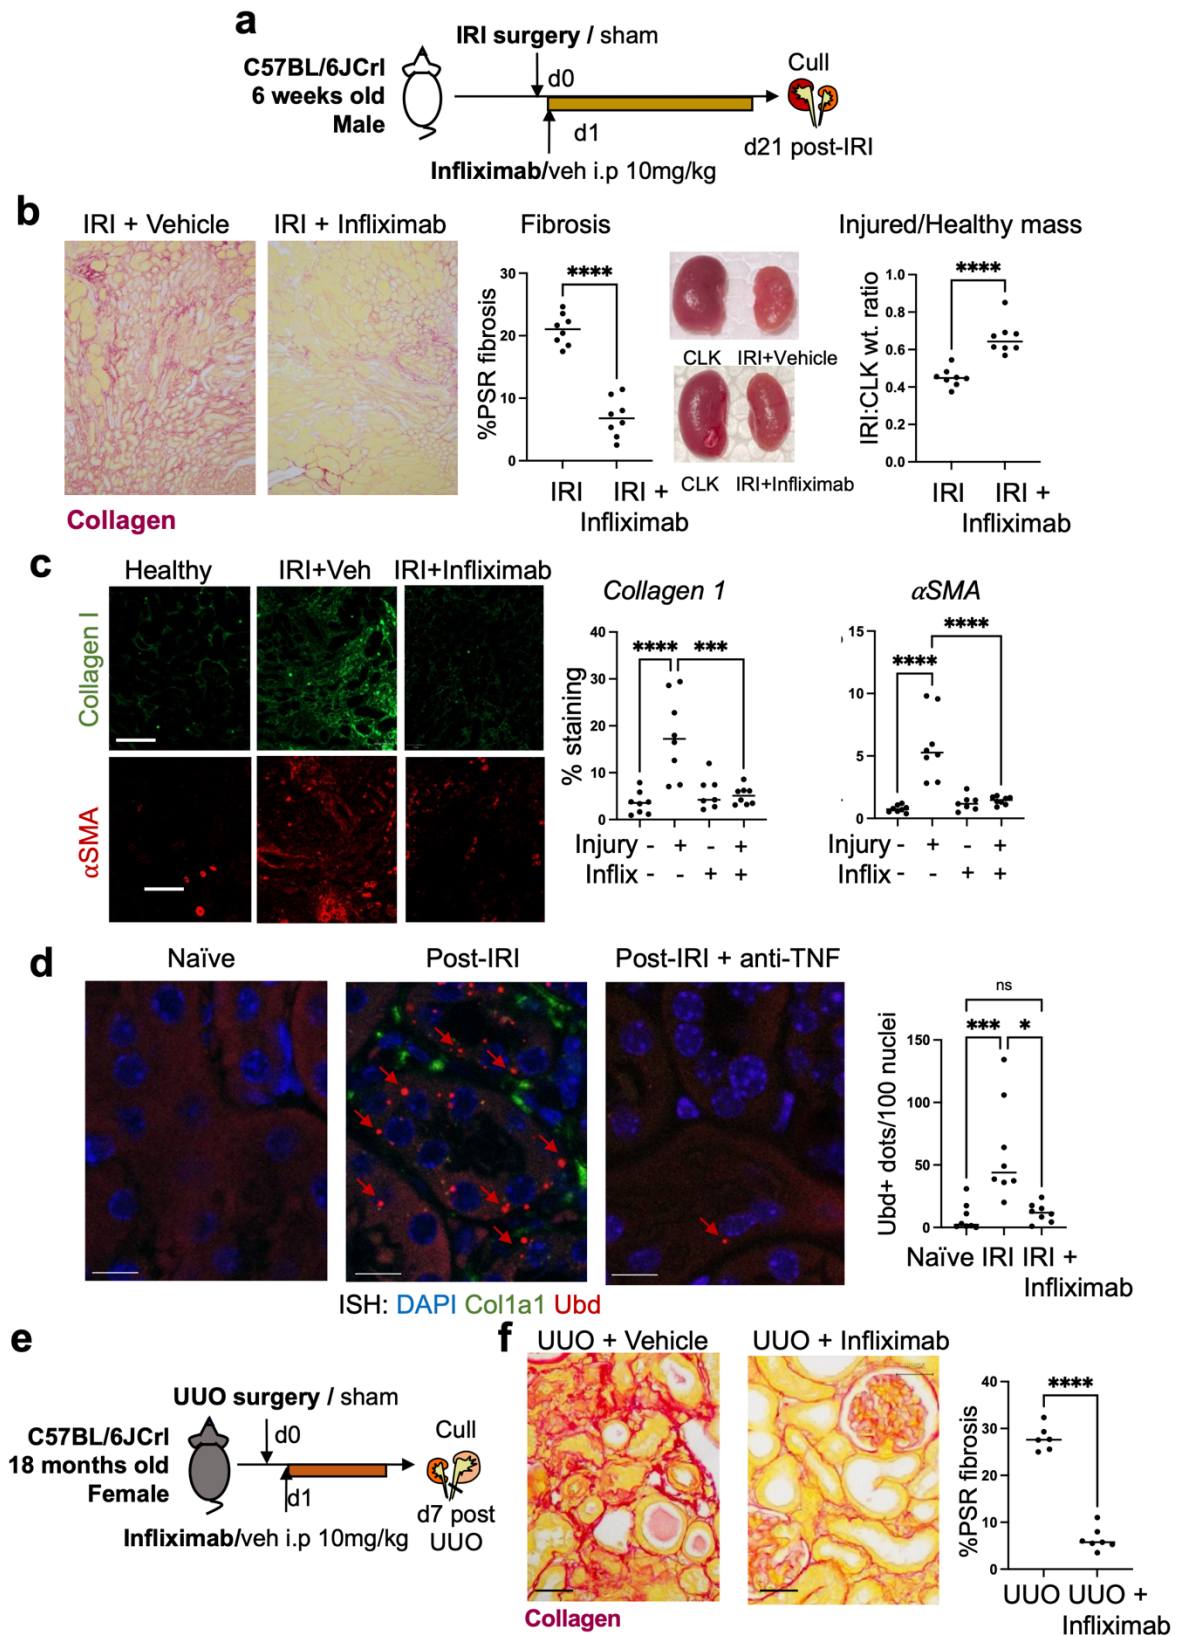 a
IRI surgery / sham
C57BL/6JCrl
6 weeks old
Male
d0
d1
Infliximab/veh i.p 10mg/kg
Cull
d21 post-IRI
b
IRI + Vehicle
IRI + Infliximab
Collagen
Fibrosis
%PSR fibrosis
30
20
10
0
****
IRI
IRI +
Infliximab
CLK IRI+Vehicle
CLK IRI+Infliximab
Injured/Healthy mass
IRI:CLK wt. ratio
1.0
0.8
0.6
0.4
0.2
0.0
****
IRI
IRI +
Infliximab
c
Healthy
IRI+Veh
IRI+Infliximab
Collagen I
αSMA
Collagen 1
% staining
40
30
20
10
0
**** ***
Injury - + - +
Inflix - - + +
αSMA
15
10
5
0
**** ****
Injury - + - +
Inflix - - + +
d
Naïve
Post-IRI
Post-IRI + anti-TNF
ISH: DAPI Col1a1 Ubd
Ubd+ dots/100 nuclei
150
100
50
0
ns
*** *
Naïve IRI IRI +
Infliximab
e
UUO surgery / sham
C57BL/6JCrl
18 months old
Female
d0
d1
Infliximab/veh i.p 10mg/kg
Cull
d7 post
UUO
f
UUO + Vehicle
UUO + Infliximab
Collagen
%PSR fibrosis
40
30
20
10
0
****
UUO UUO +
Infliximab